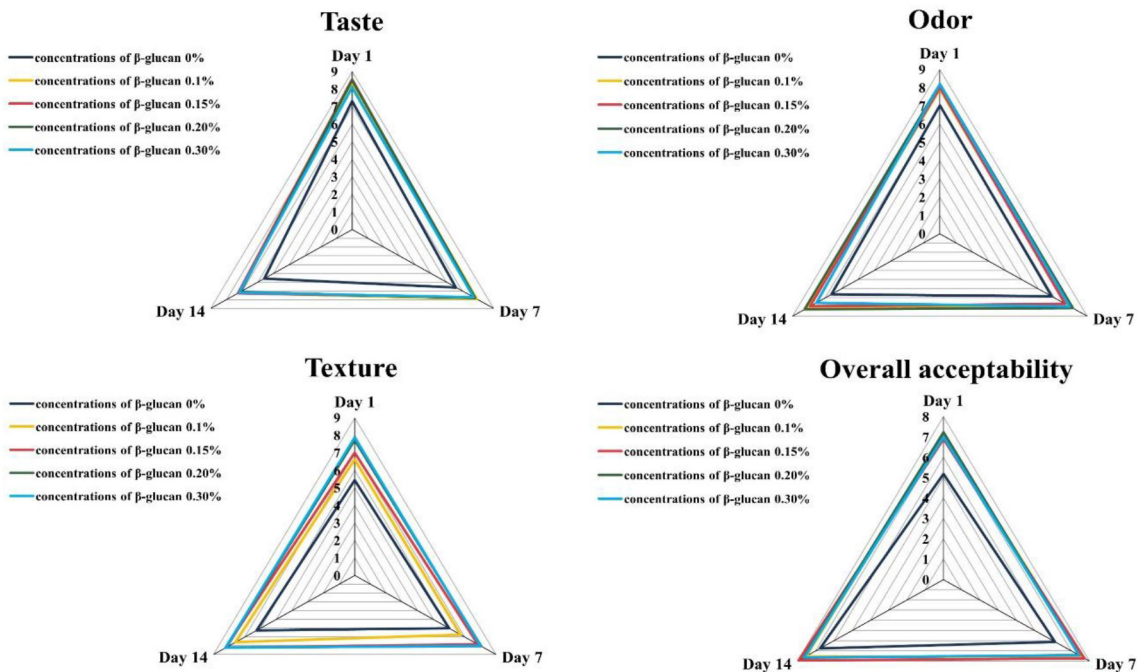 Taste
concentrations of β-glucan 0%
concentrations of β-glucan 0.1%
concentrations of β-glucan 0.15%
concentrations of β-glucan 0.20%
concentrations of β-glucan 0.30%
Day 1
9
8
7
6
5
4
3
2
1
0
Day 14
Day 7
Odor
concentrations of β-glucan 0%
concentrations of β-glucan 0.1%
concentrations of β-glucan 0.15%
concentrations of β-glucan 0.20%
concentrations of β-glucan 0.30%
Day 1
9
8
7
6
5
4
3
2
1
0
Day 14
Day 7
Texture
concentrations of β-glucan 0%
concentrations of β-glucan 0.1%
concentrations of β-glucan 0.15%
concentrations of β-glucan 0.20%
concentrations of β-glucan 0.30%
Day 1
9
8
7
6
5
4
3
2
1
0
Day 14
Day 7
Overall acceptability
concentrations of β-glucan 0%
concentrations of β-glucan 0.1%
concentrations of β-glucan 0.15%
concentrations of β-glucan 0.20%
concentrations of β-glucan 0.30%
Day 1
8
7
6
5
4
3
2
1
0
Day 14
Day 7